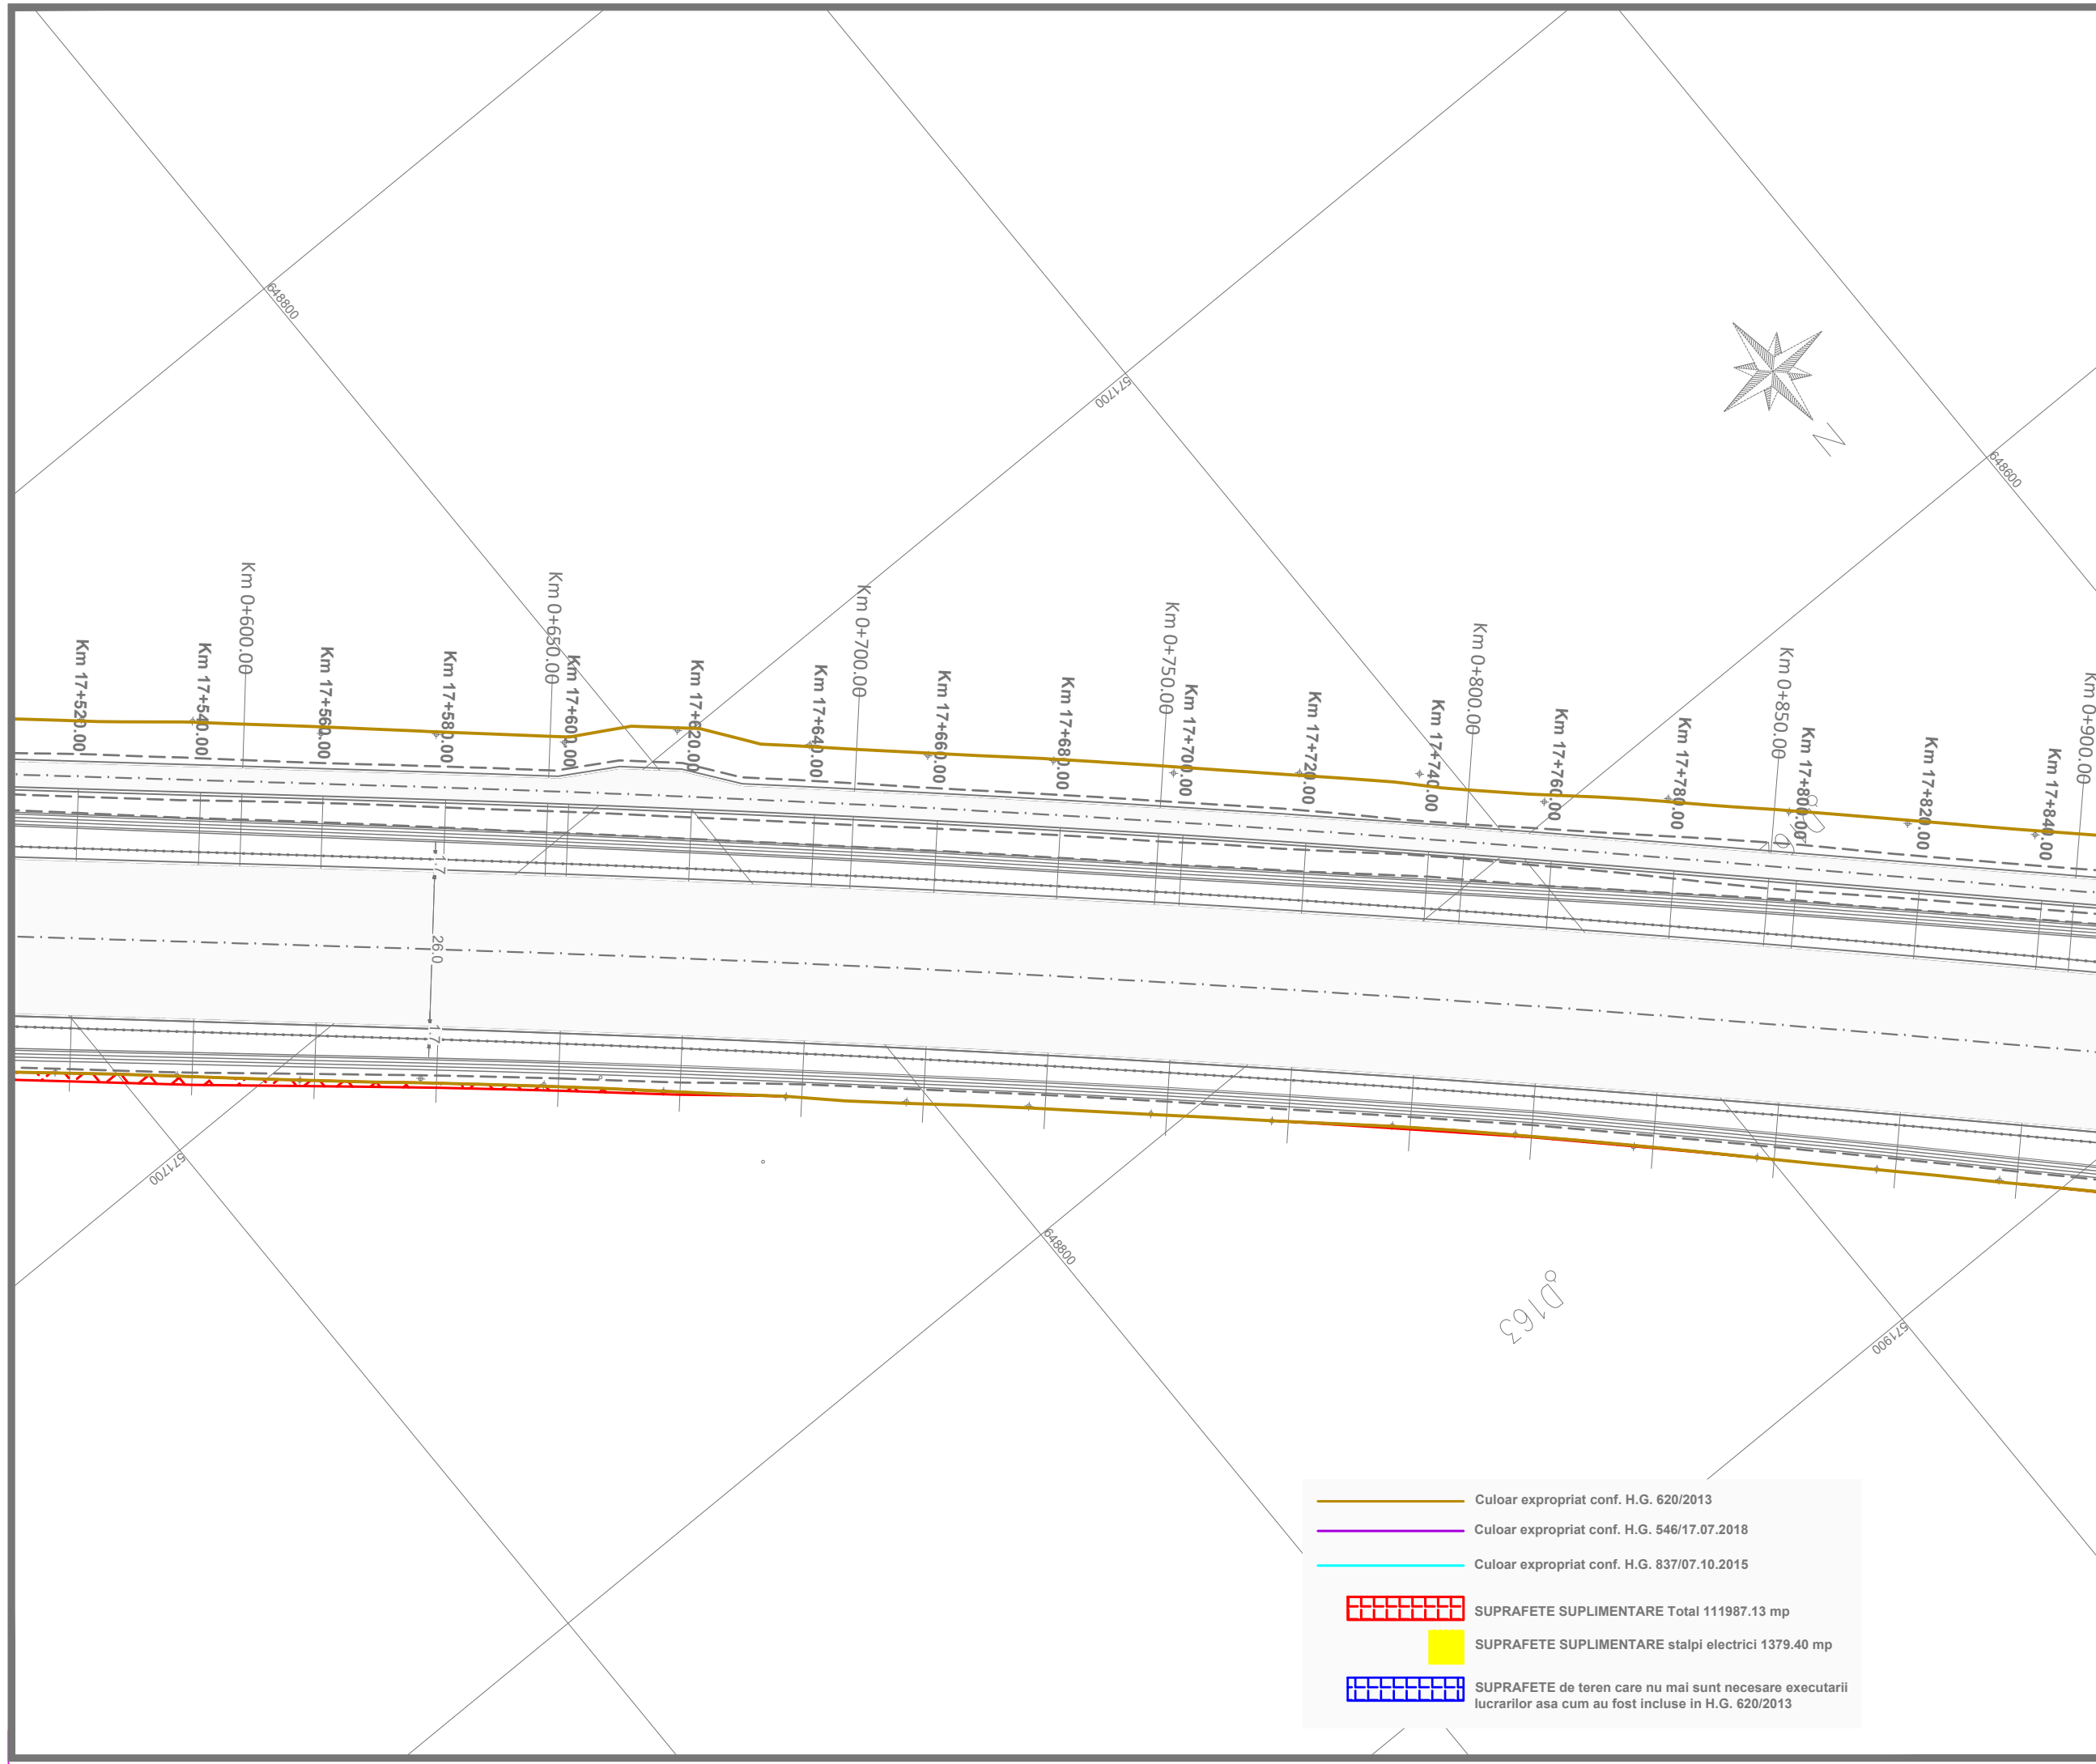 648800
571700
N
648600
Km 0+600.00
Km 0+650.00
Km 0+700.00
Km 0+750.00
Km 0+800.00
Km 0+850.00
Km 0+900.00
Km 17+520.00
Km 17+540.00
Km 17+560.00
Km 17+580.00
Km 17+600.00
Km 17+620.00
Km 17+640.00
Km 17+660.00
Km 17+680.00
Km 17+700.00
Km 17+720.00
Km 17+740.00
Km 17+760.00
Km 17+780.00
Km 17+800.00
Km 17+820.00
Km 17+840.00
26.0
571700
648800
D163
571900
Culoar expropriat conf. H.G. 620/2013
Culoar expropriat conf. H.G. 546/17.07.2018
Culoar expropriat conf. H.G. 837/07.10.2015
SUPRAFETE SUPLIMENTARE Total 111987.13 mp
SUPRAFETE SUPLIMENTARE stalpi electrici 1379.40 mp
SUPRAFETE de teren care nu mai sunt necesare executarii
lucrarilor asa cum au fost incluse in H.G. 620/2013